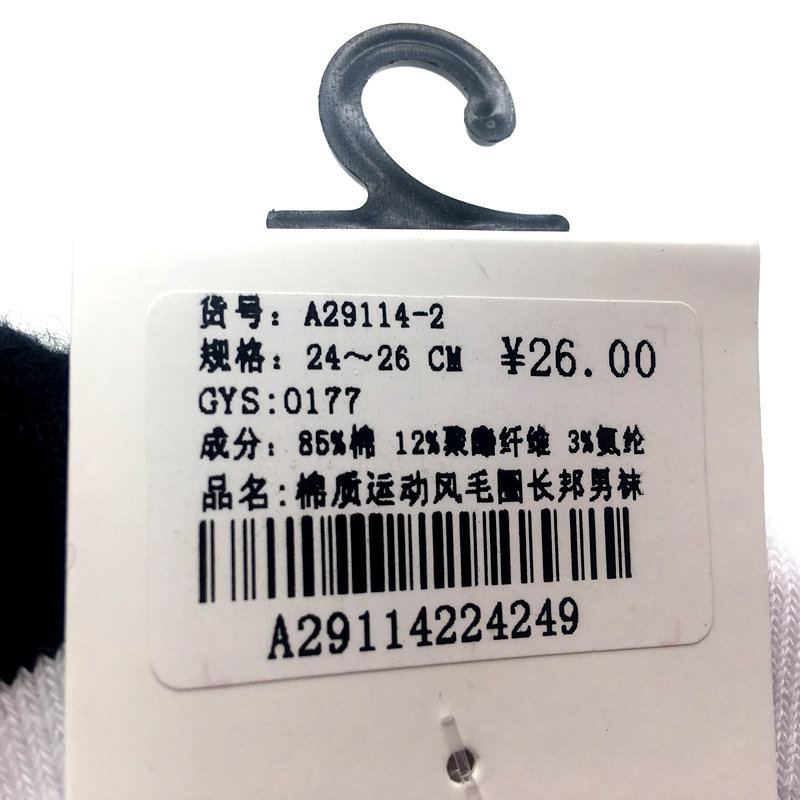 货号：A29114-2
规格：24～26 CM ¥26.00
GYS:0177
成分：85%棉 12%聚酯纤维 3%氨纶
品名:棉质运动风毛圈长邦男袜
A29114224249